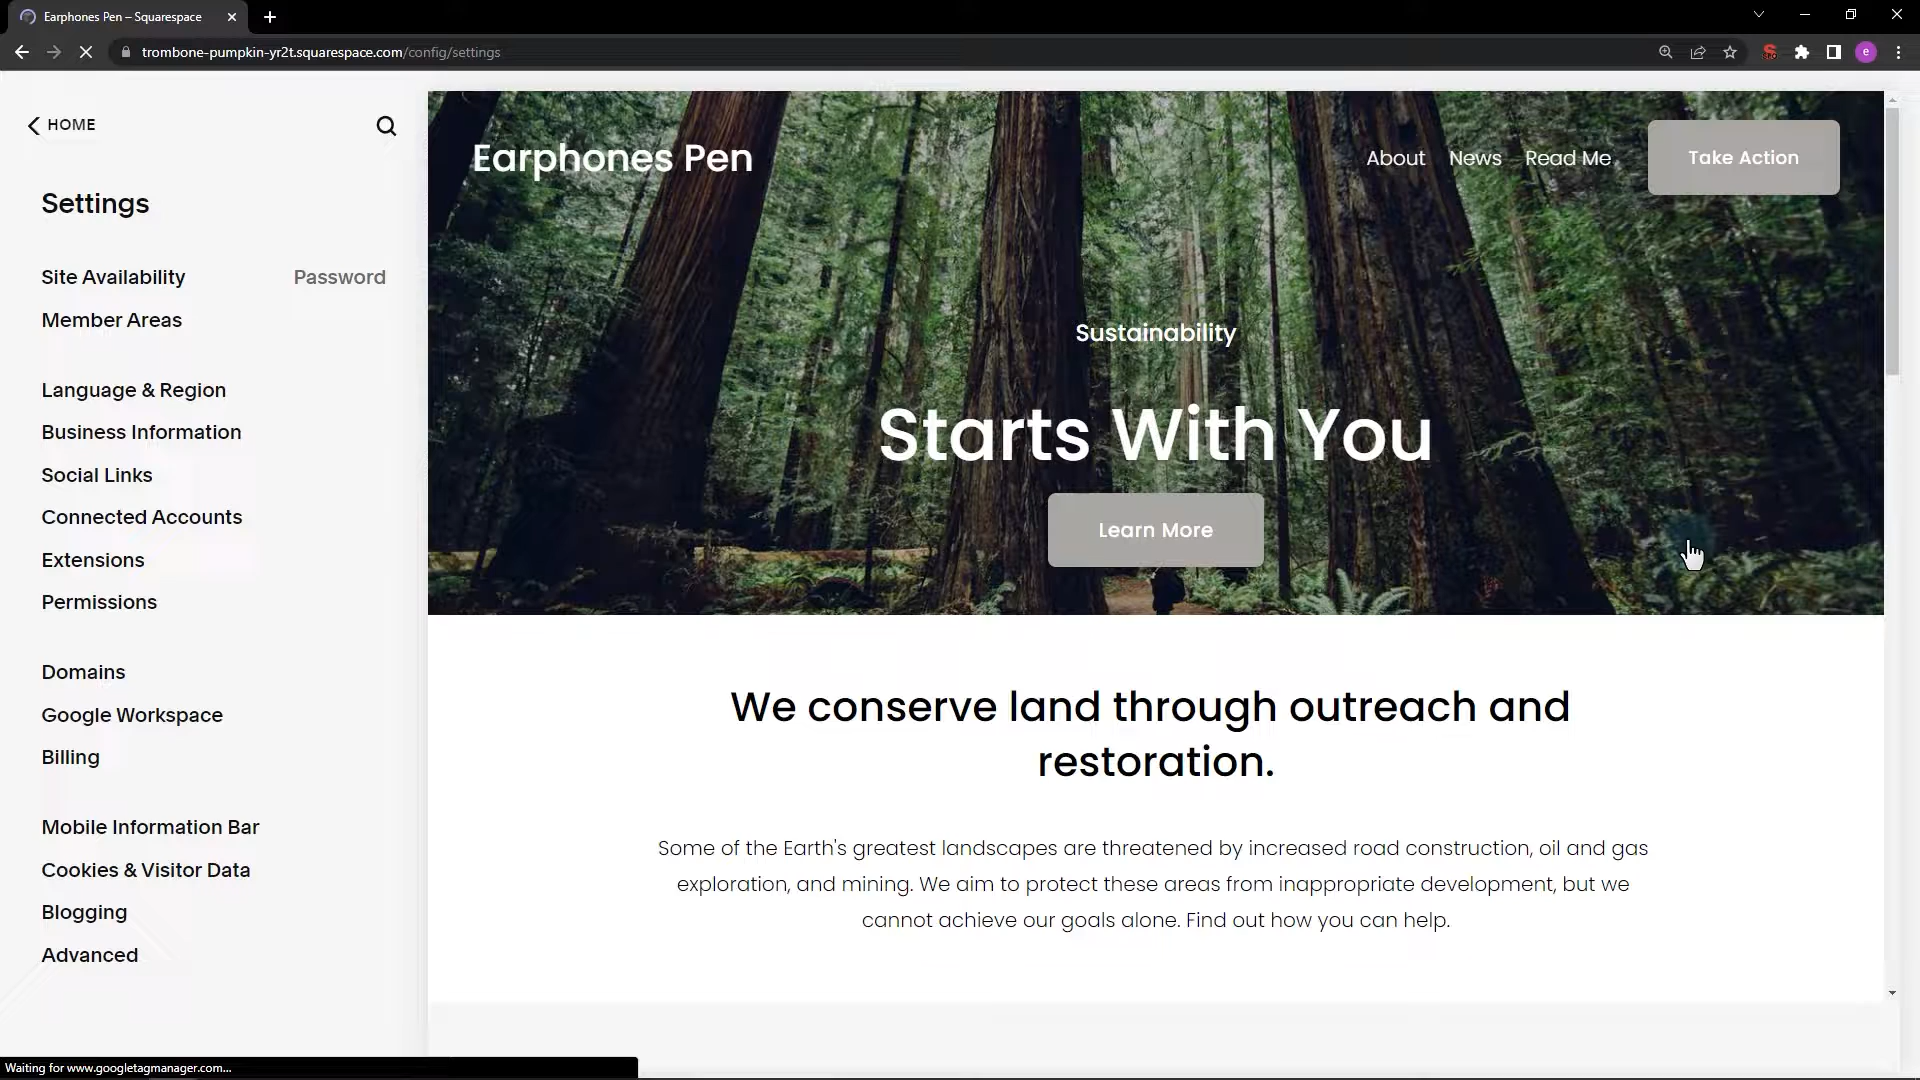 Earphones Pen – Squarespace
trombone-pumpkin-yr2t.squarespace.com/config/settings
e
HOME
Settings
Site Availability Password
Member Areas
Language & Region
Business Information
Social Links
Connected Accounts
Extensions
Permissions
Domains
Google Workspace
Billing
Mobile Information Bar
Cookies & Visitor Data
Blogging
Advanced
Earphones Pen
About News Read Me Take Action
Sustainability
Starts With You
Learn More
We conserve land through outreach and
restoration.
Some of the Earth's greatest landscapes are threatened by increased road construction, oil and gas
exploration, and mining. We aim to protect these areas from inappropriate development, but we
cannot achieve our goals alone. Find out how you can help.
Waiting for www.googletagmanager.com...